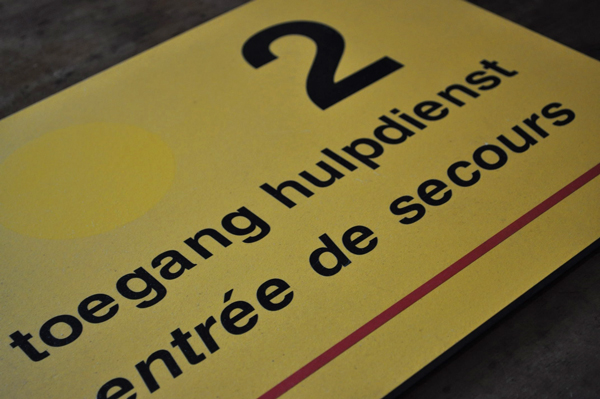 2
toegang hulpdienst
entrée de secours